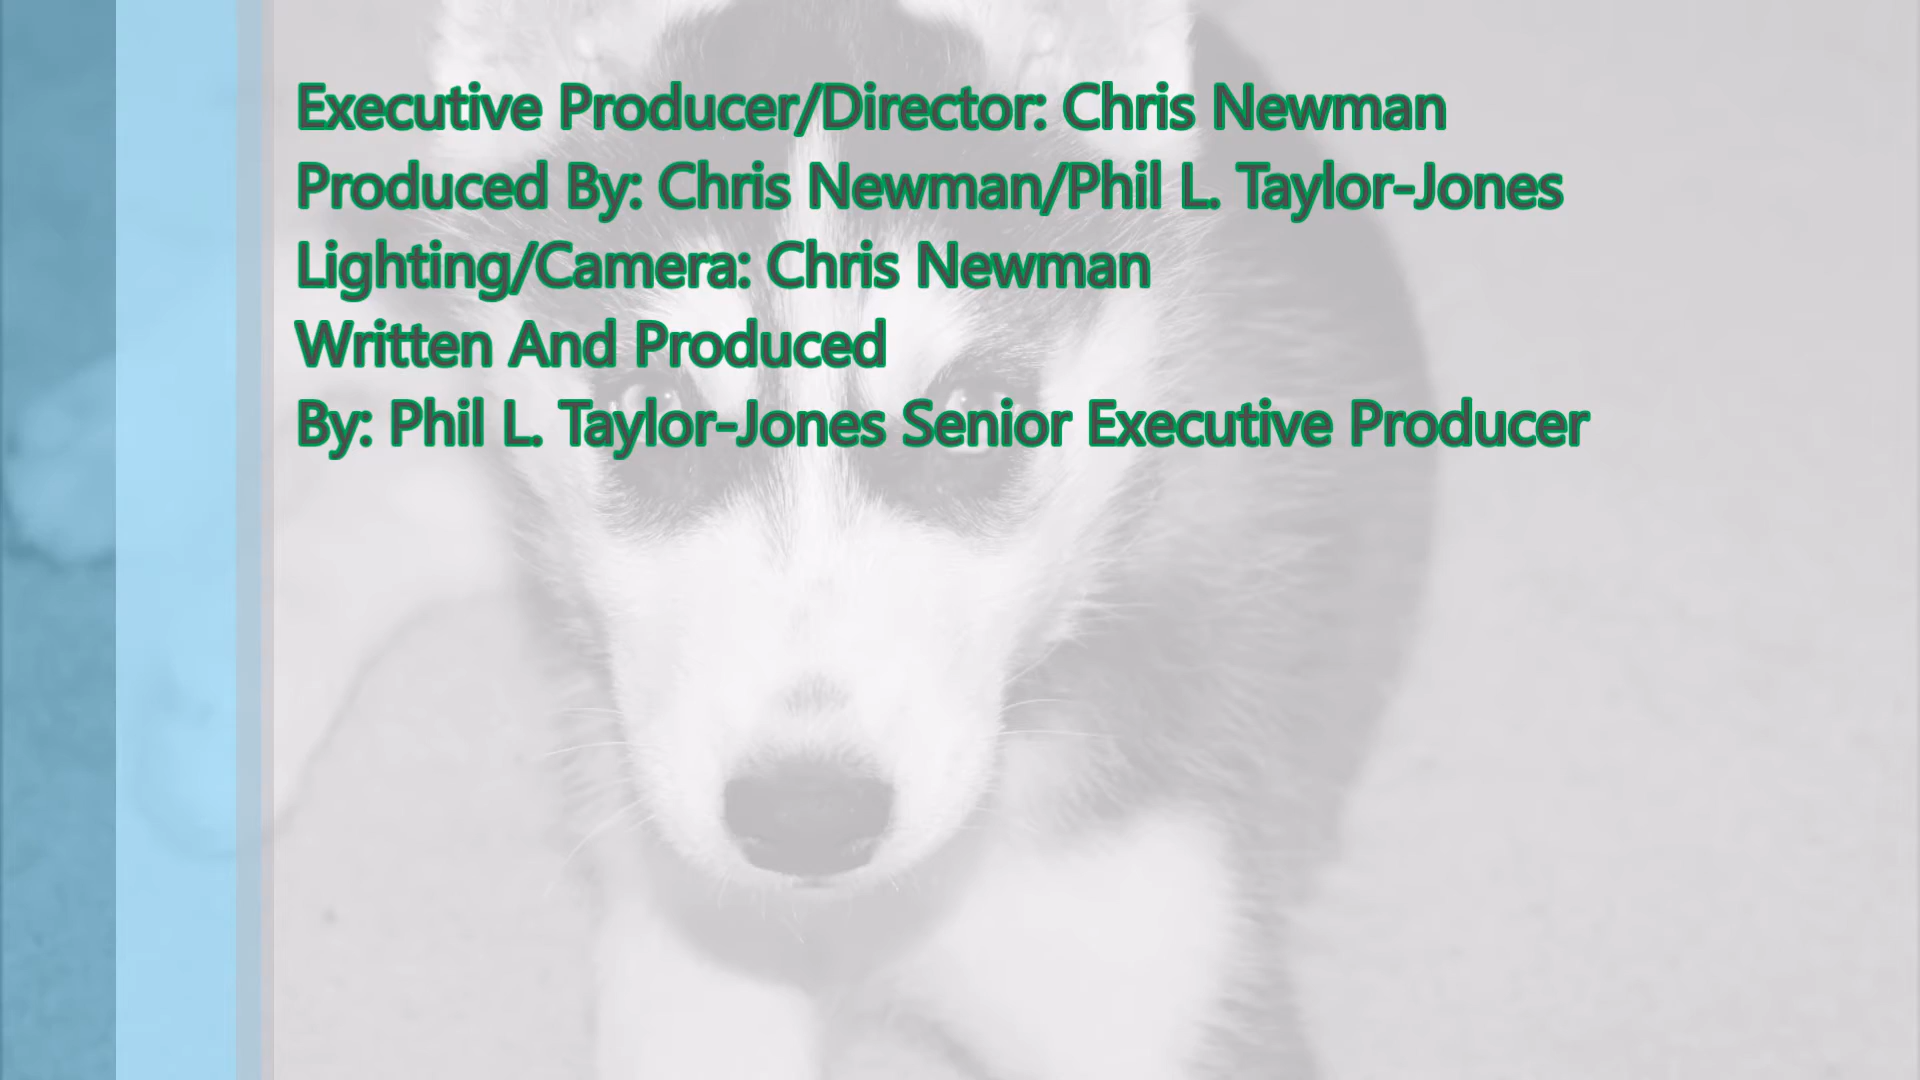 Executive Producer/Director: Chris Newman
Produced By: Chris Newman/Phil L. Taylor-Jones
Lighting/Camera: Chris Newman
Written And Produced
By: Phil L. Taylor-Jones Senior Executive Producer